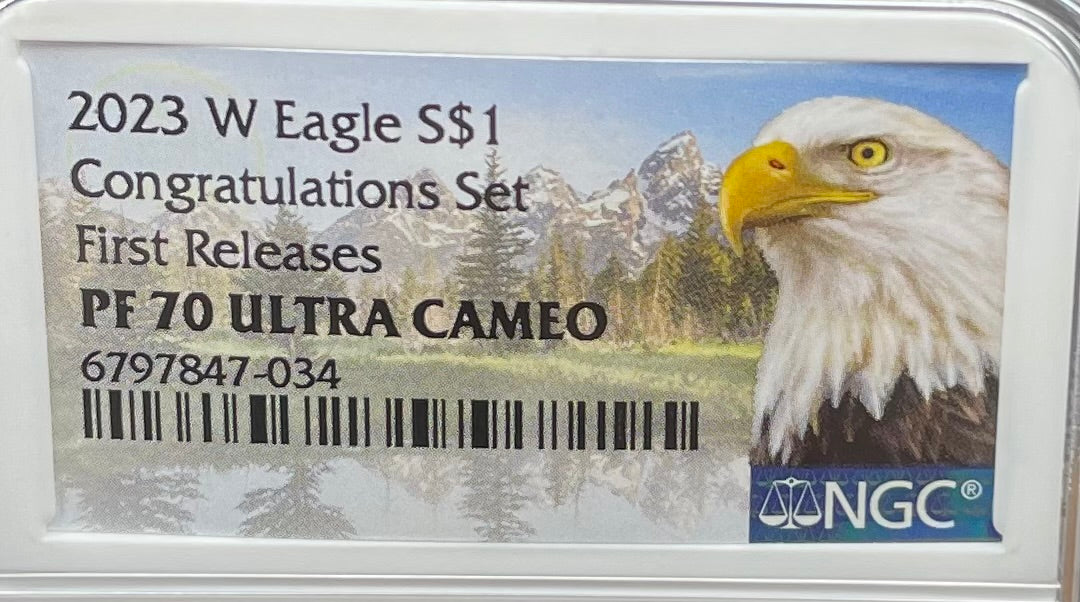 2023 W Eagle S$1
Congratulations Set
First Releases
PF 70 ULTRA CAMEO
6797847-034
NGC®